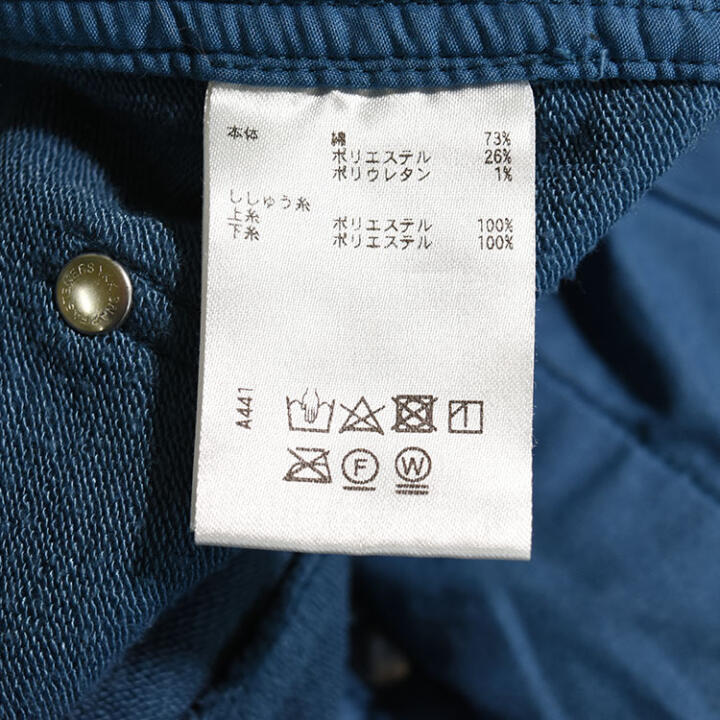 本体 綿 73%
ポリエステル 26%
ポリウレタン 1%
ししゅう糸
上糸 ポリエステル 100%
下糸 ポリエステル 100%
A441
F W